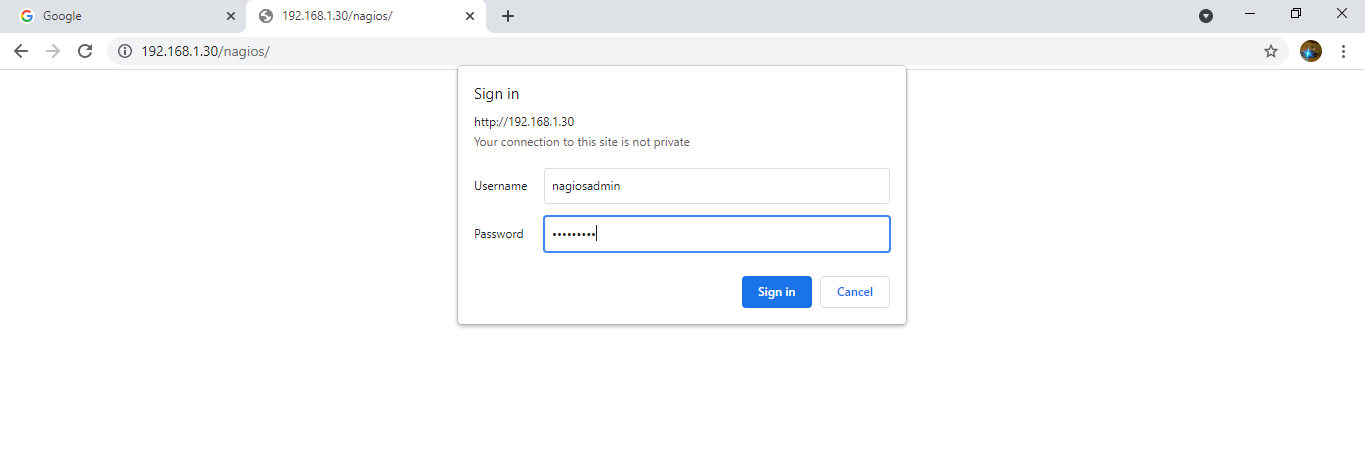 Google
192.168.1.30/nagios/
192.168.1.30/nagios/
Sign in
http://192.168.1.30
Your connection to this site is not private
Username nagiosadmin
Password •••••••••
Sign in Cancel